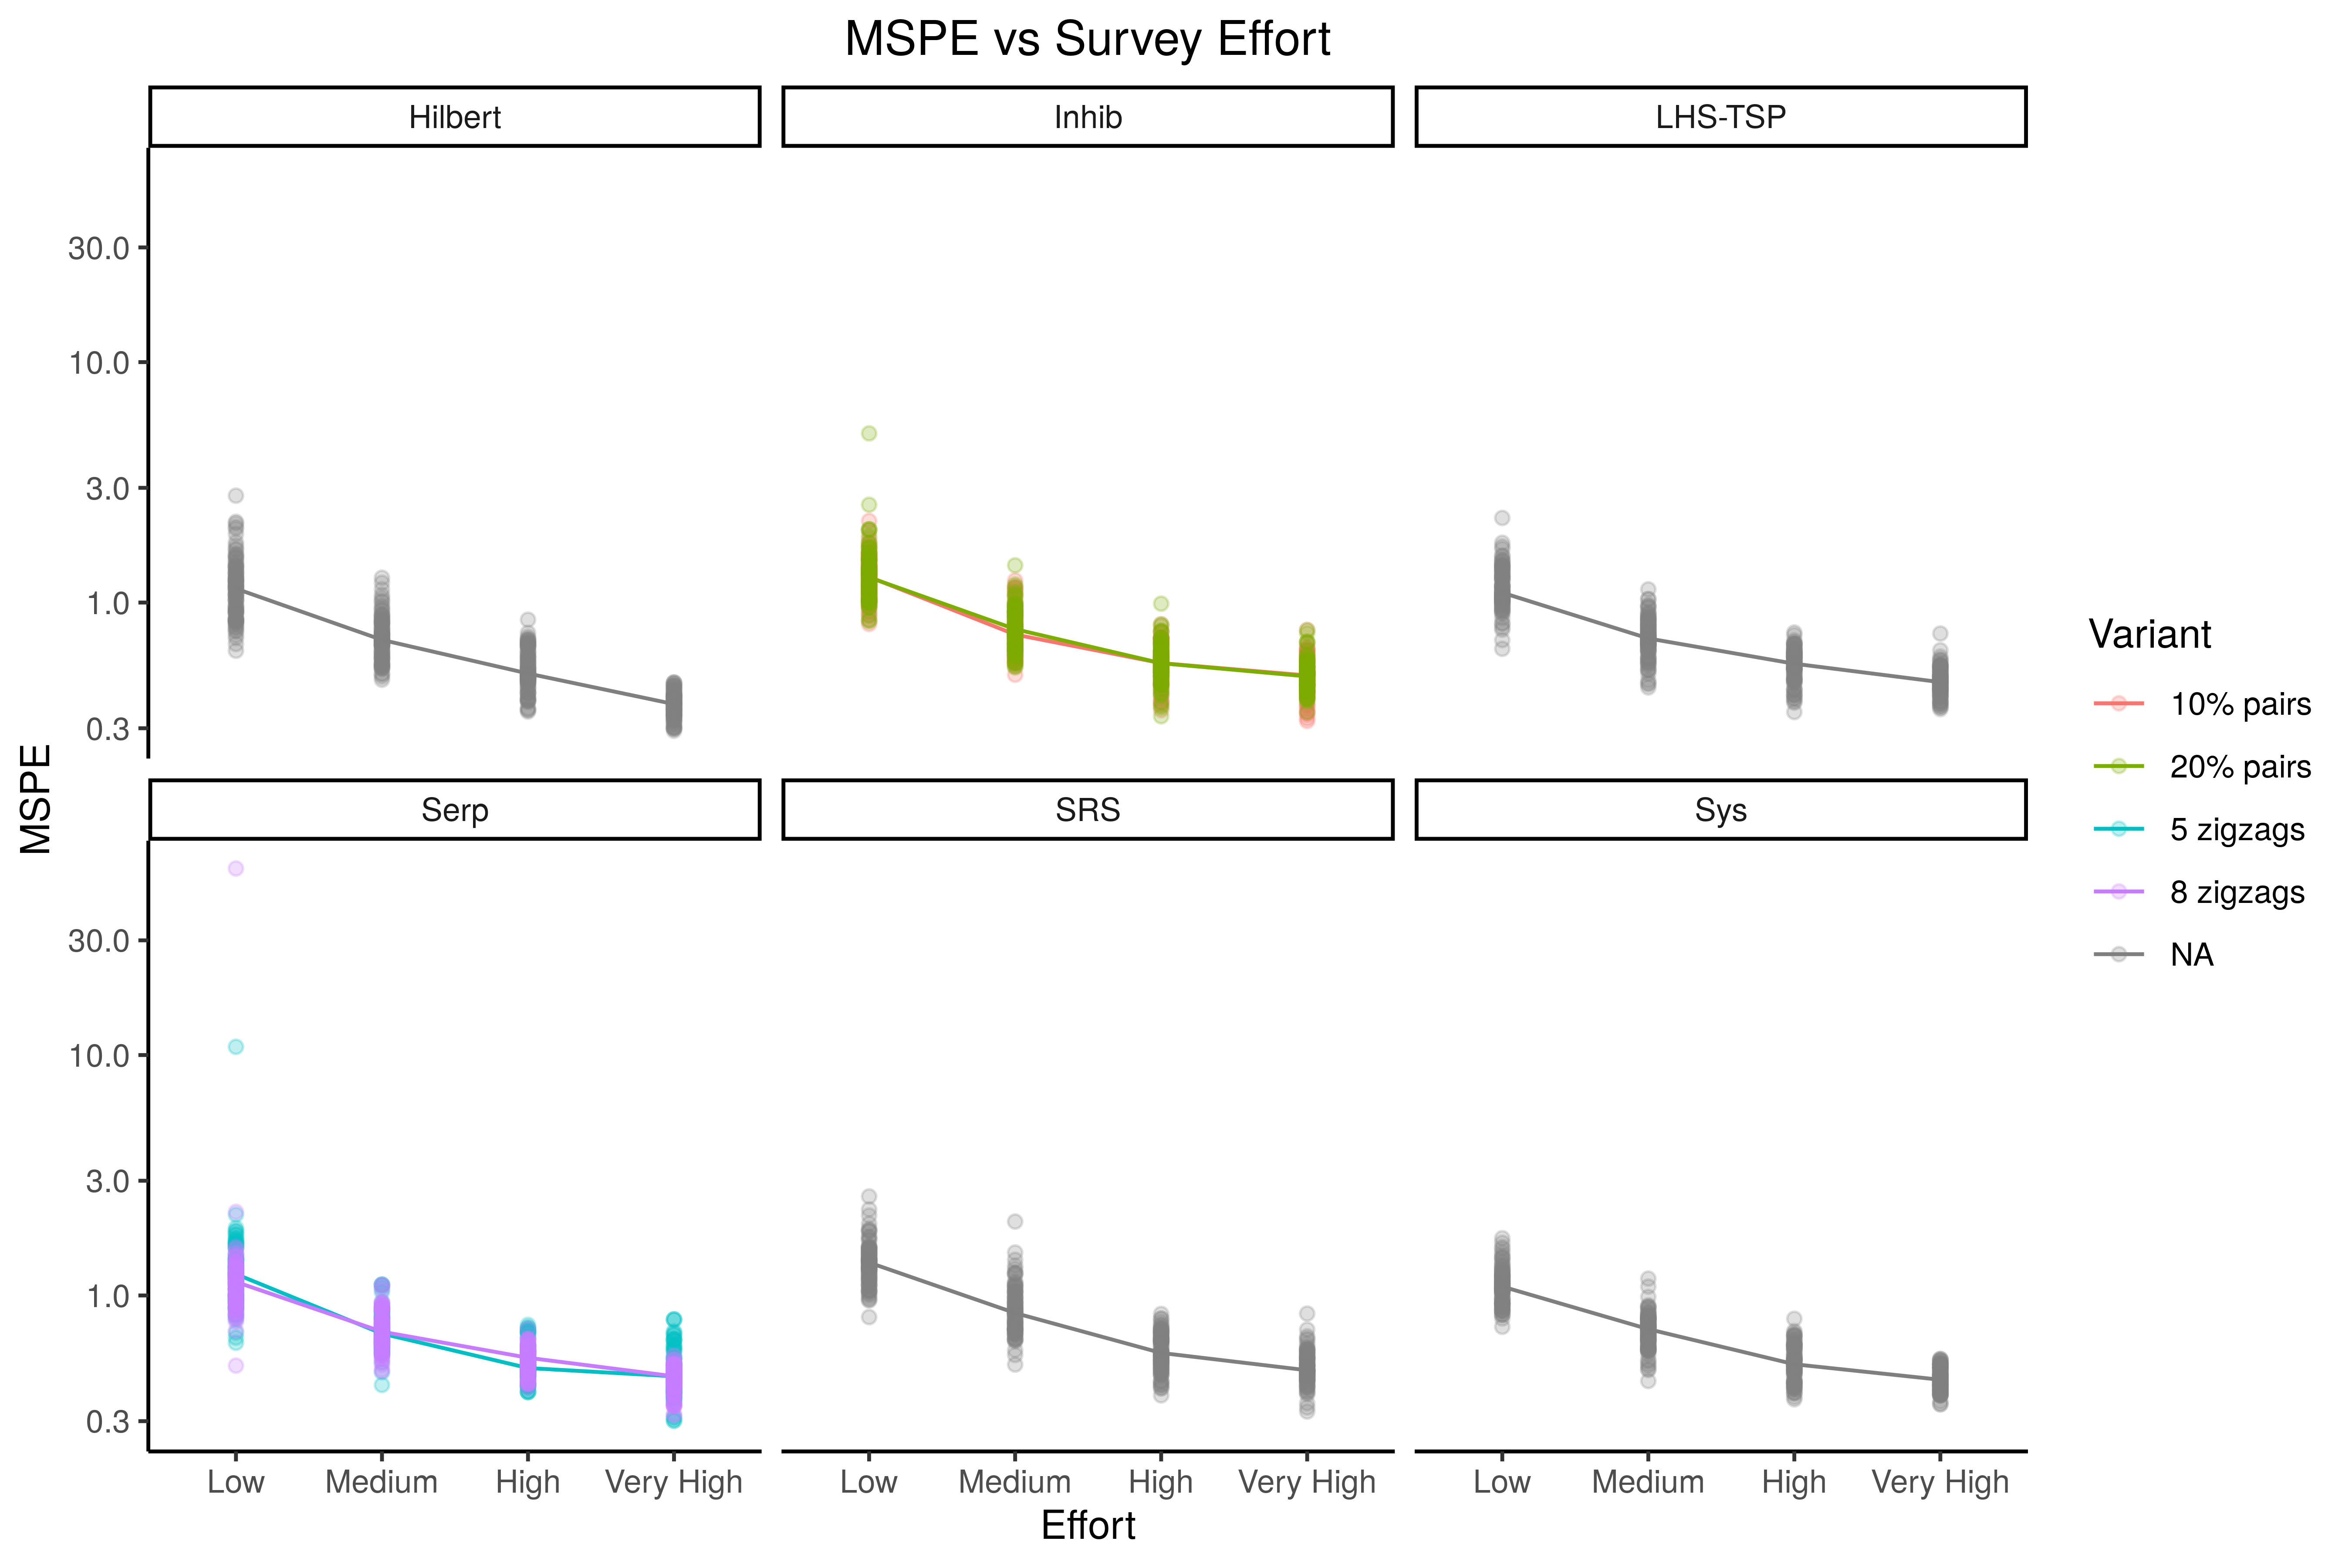 MSPE vs Survey Effort
Hilbert
Inhib
LHS-TSP
30.0
10.0
3.0
1.0
0.3
MSPE
Serp
SRS
Sys
30.0
10.0
3.0
1.0
0.3
Low Medium High Very High
Low Medium High Very High
Low Medium High Very High
Effort
Variant
10% pairs
20% pairs
5 zigzags
8 zigzags
NA